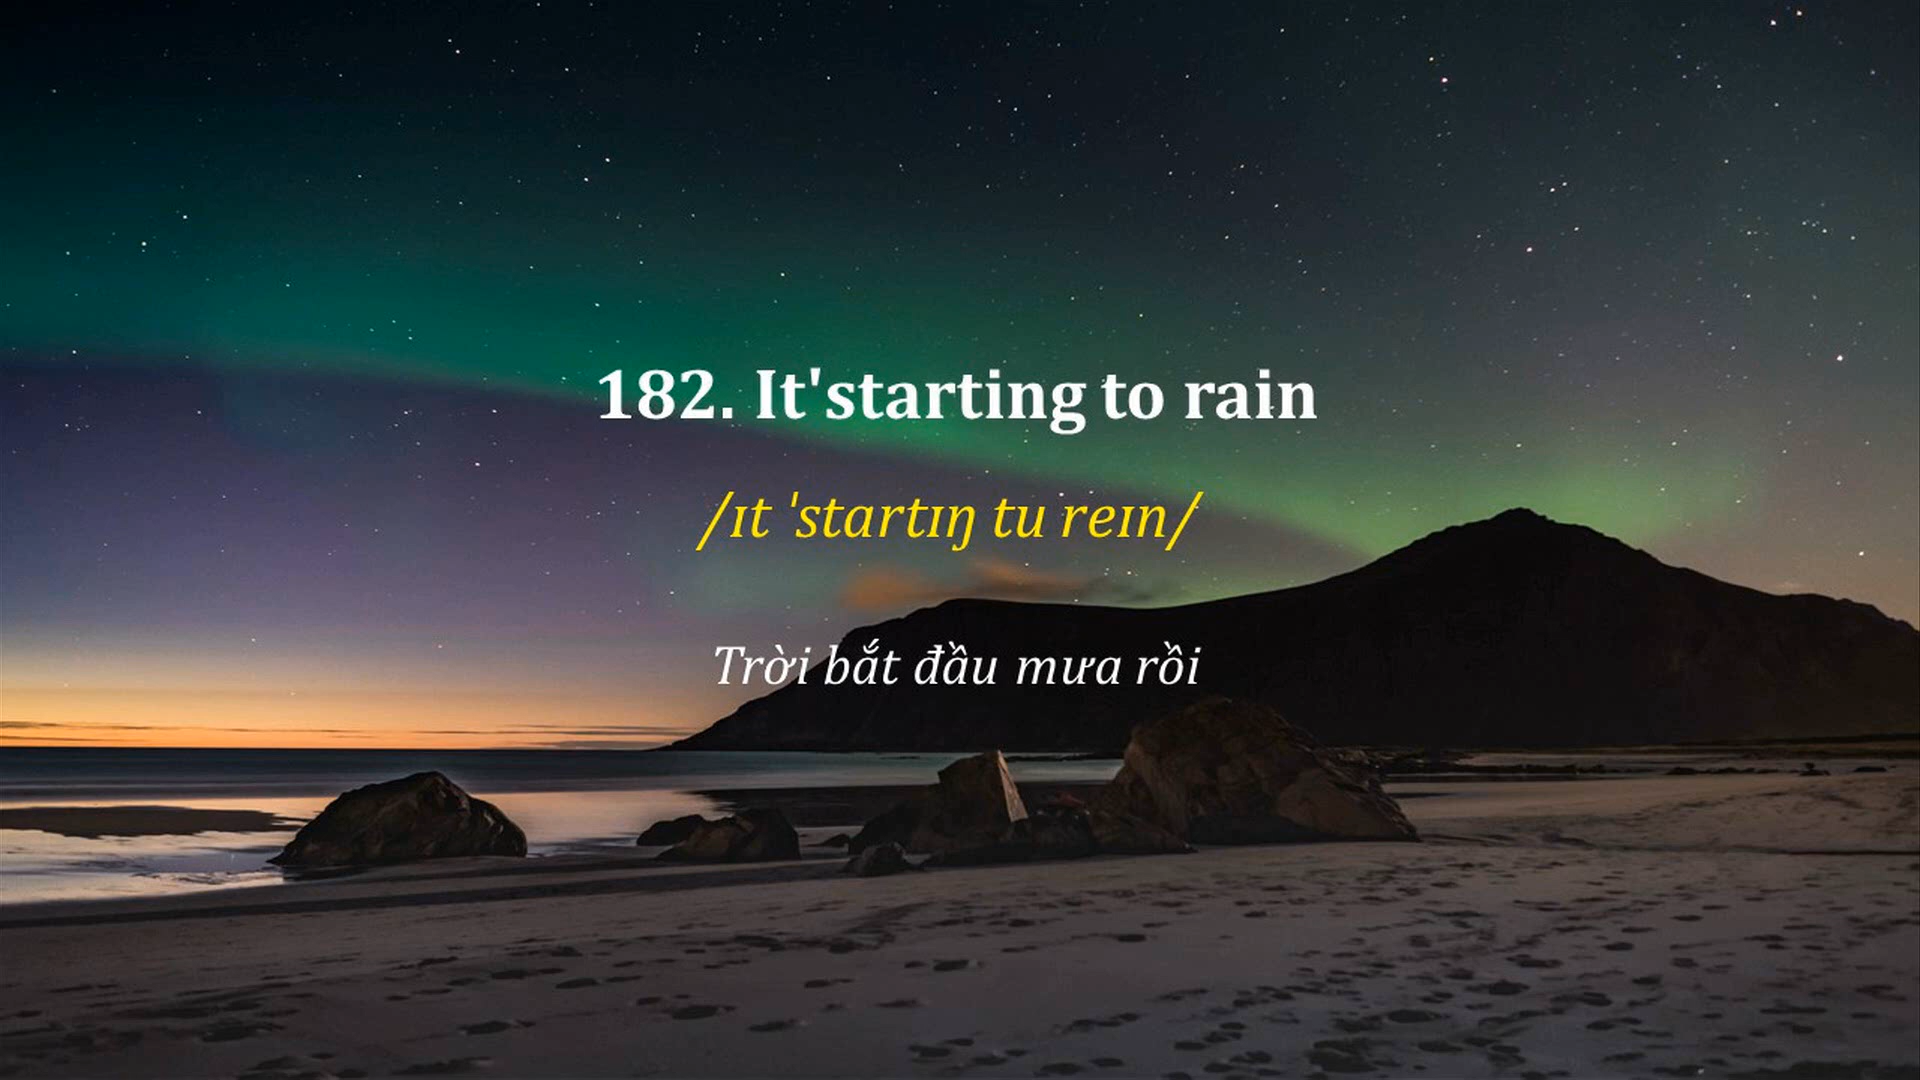 182. It'starting to rain
/ɪt ˈstartɪŋ tu reɪn/
Trời bắt đầu mưa rồi